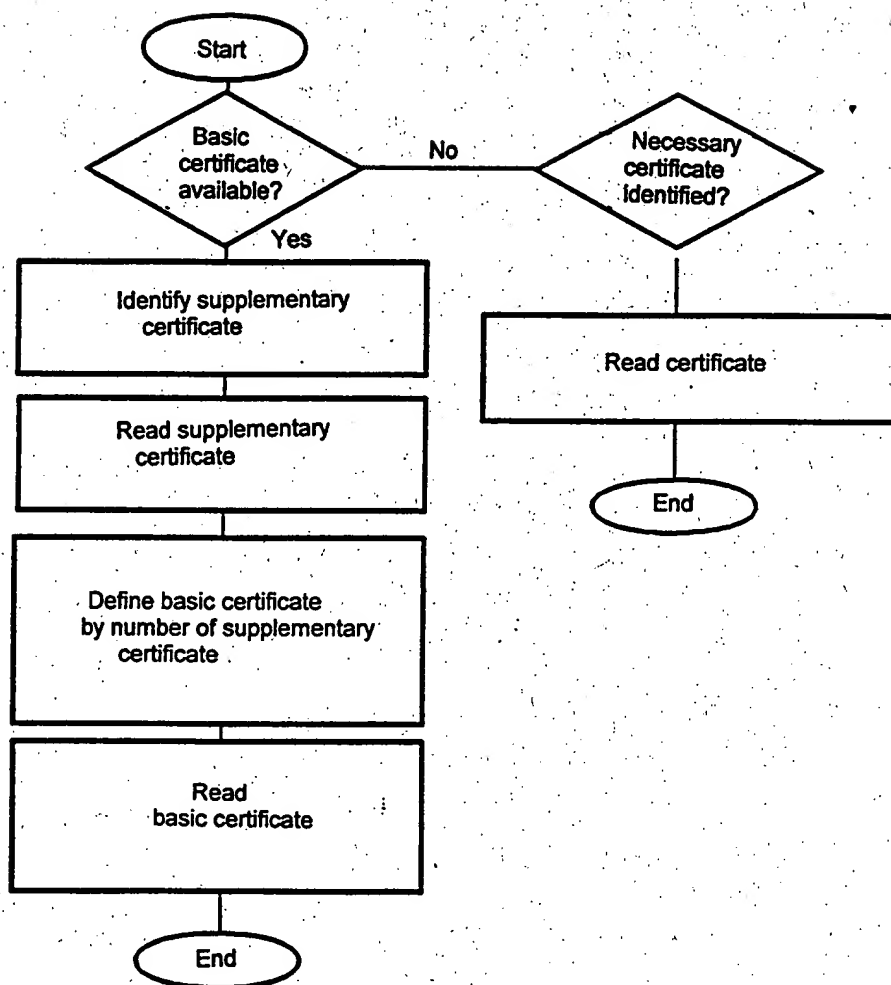 Start
Basic
certificate
available?
No
Necessary
certificate
identified?
Yes
Identify supplementary
certificate
Read certificate
Read supplementary
certificate
End
Define basic certificate
by number of supplementary
certificate
Read
basic certificate
End